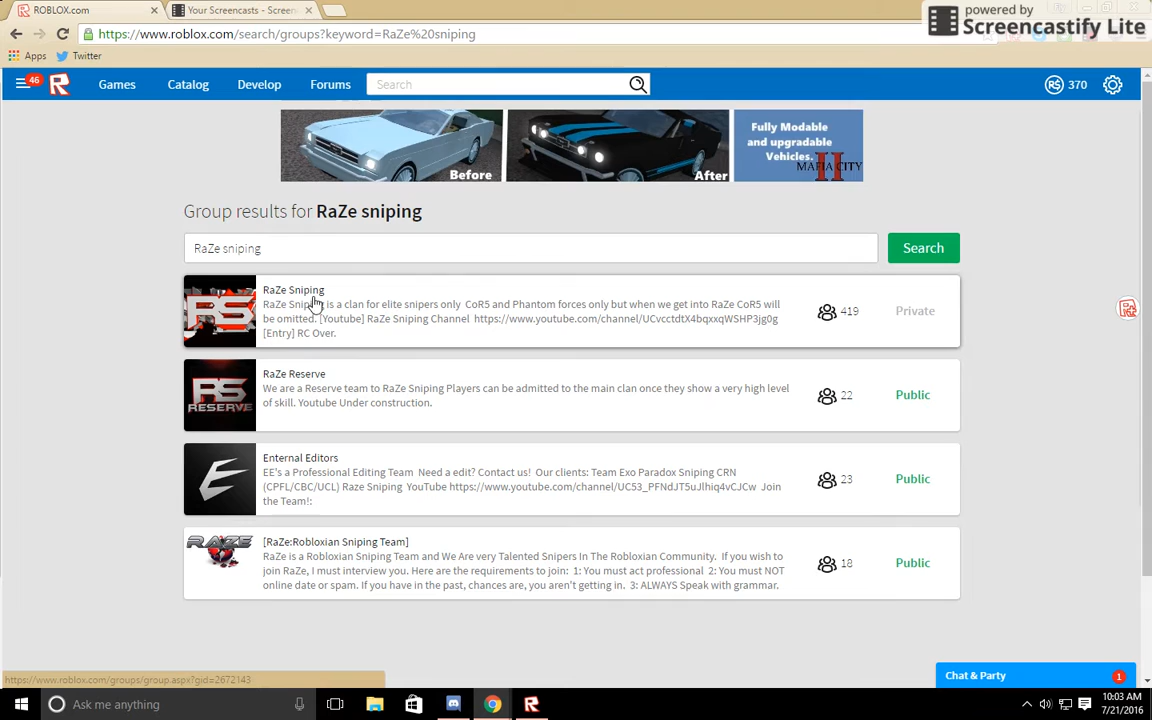 ROBLOX.com
Your Screencasts - Screen
powered by
Screencastify Lite
https://www.roblox.com/search/groups?keyword=RaZe%20sniping
Apps Twitter
46 R Games Catalog Develop Forums Search R$ 370
Before After
Fully Modable
and upgradable
Vehicles.
MAFIA CITY
II
Group results for RaZe sniping
RaZe sniping Search
RS
RaZe Sniping
RaZe Sniping is a clan for elite snipers only CoR5 and Phantom forces only but when we get into RaZe CoR5 will
be omitted. [Youtube] RaZe Sniping Channel https://www.youtube.com/channel/UCvcctdtX4bqxxqWSHP3jg0g
[Entry] RC Over.
419 Private
RS
RESERVE
RaZe Reserve
We are a Reserve team to RaZe Sniping Players can be admitted to the main clan once they show a very high level
of skill. Youtube Under construction.
22 Public
Enternal Editors
EE's a Professional Editing Team Need a edit? Contact us! Our clients: Team Exo Paradox Sniping CRN
(CPFL/CBC/UCL) Raze Sniping YouTube https://www.youtube.com/channel/UC53_PFNdJT5uJlhiq4vCJCw Join
the Team!:
23 Public
RAZE
[RaZe:Robloxian Sniping Team]
RaZe is a Robloxian Sniping Team and We Are very Talented Snipers In The Robloxian Community. If you wish to
join RaZe, I must interview you. Here are the requirements to join: 1: You must act professional 2: You must NOT
online date or spam. If you have in the past, chances are, you aren't getting in. 3: ALWAYS Speak with grammar.
18 Public
https://www.roblox.com/groups/group.aspx?gid=2672143
Chat & Party 1
Ask me anything
10:03 AM
7/21/2016